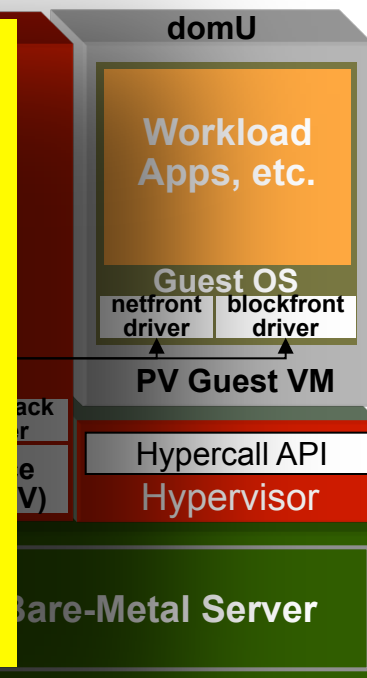 domU
Workload
Apps, etc.
Guest OS
netfront
driver
blockfront
driver
PV Guest VM
ack
r
e
V)
Hypercall API
Hypervisor
Bare-Metal Server